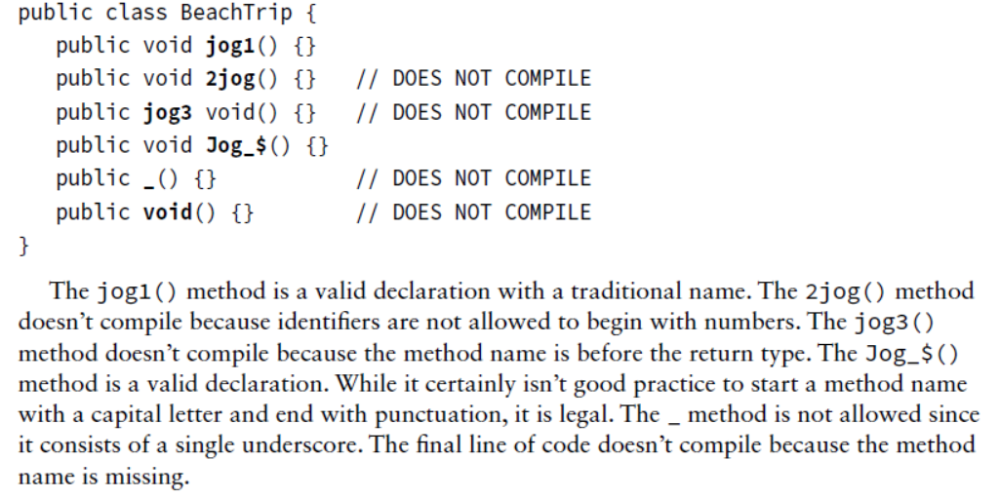 public class BeachTrip {
   public void jog1() {}
   public void 2jog() {}   // DOES NOT COMPILE
   public jog3 void() {}   // DOES NOT COMPILE
   public void Jog_$() {}
   public _() {}           // DOES NOT COMPILE
   public void() {}        // DOES NOT COMPILE
}
The jog1() method is a valid declaration with a traditional name. The 2jog() method
doesn’t compile because identifiers are not allowed to begin with numbers. The jog3()
method doesn’t compile because the method name is before the return type. The Jog_$()
method is a valid declaration. While it certainly isn’t good practice to start a method name
with a capital letter and end with punctuation, it is legal. The _ method is not allowed since
it consists of a single underscore. The final line of code doesn’t compile because the method
name is missing.